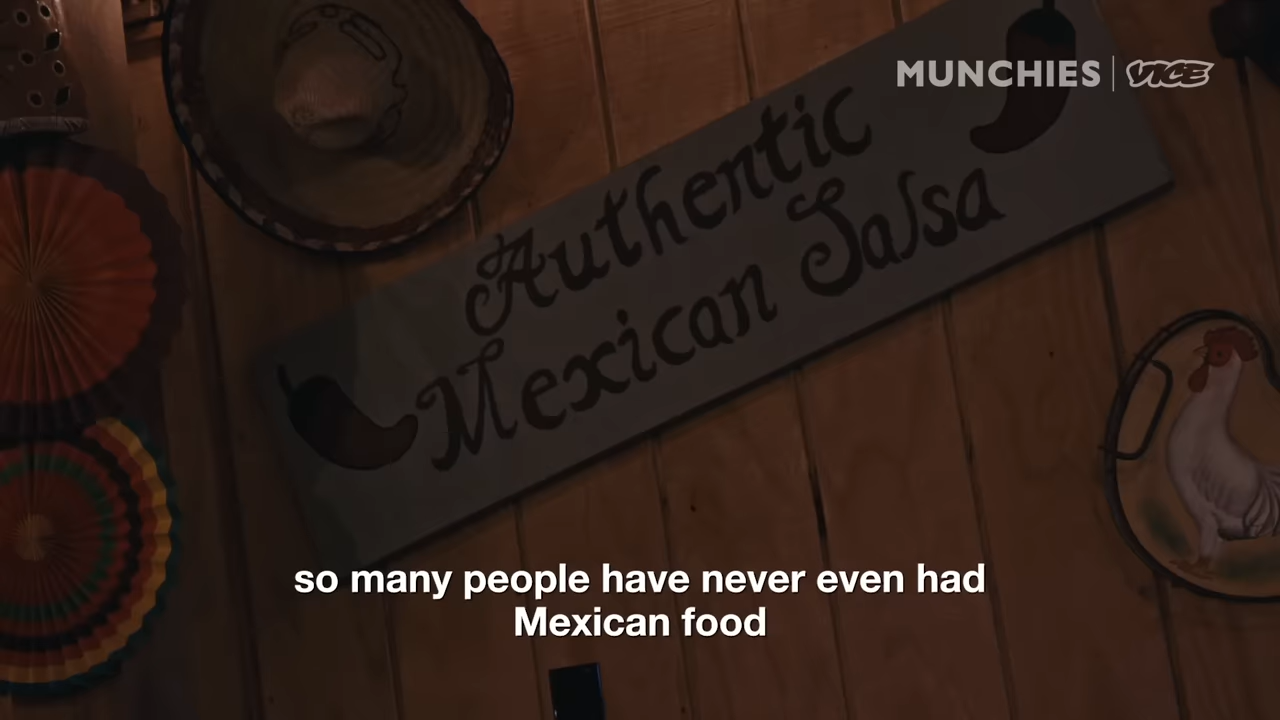 MUNCHIES | VICE
Authentic
Mexican Salsa
so many people have never even had
Mexican food